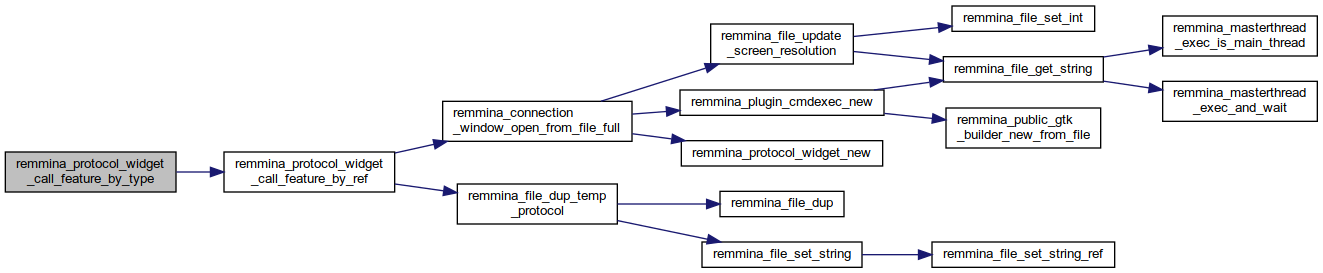 remmina_protocol_widget
_call_feature_by_type
remmina_protocol_widget
_call_feature_by_ref
remmina_connection
_window_open_from_file_full
remmina_file_update
_screen_resolution
remmina_file_set_int
remmina_file_get_string
remmina_masterthread
_exec_is_main_thread
remmina_masterthread
_exec_and_wait
remmina_plugin_cmdexec_new
remmina_public_gtk
_builder_new_from_file
remmina_protocol_widget_new
remmina_file_dup_temp
_protocol
remmina_file_dup
remmina_file_set_string
remmina_file_set_string_ref